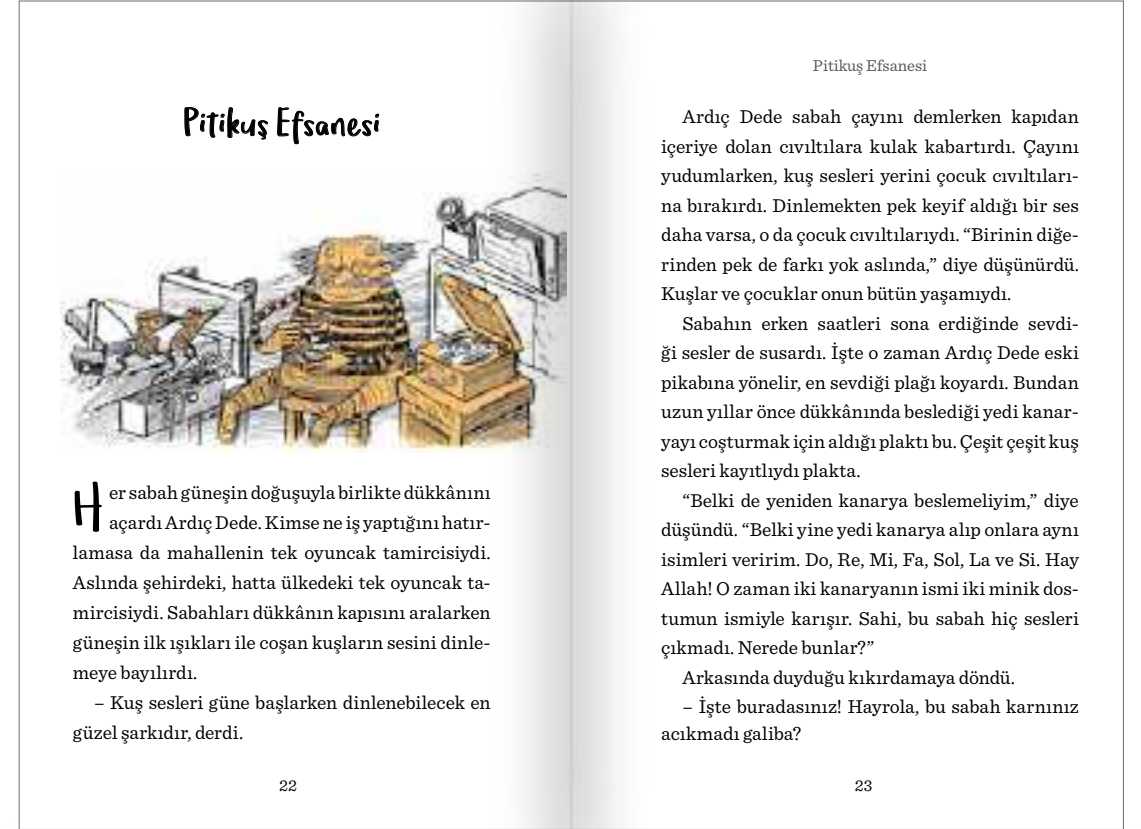 Pitikuş Efsanesi
Her sabah güneşin doğuşuyla birlikte dükkânını
açardı Ardıç Dede. Kimse ne iş yaptığını hatır-
lamasa da mahallenin tek oyuncak tamircisiydi.
Aslında şehirdeki, hatta ülkedeki tek oyuncak ta-
mircisiydi. Sabahları dükkânın kapısını aralarken
güneşin ilk ışıkları ile coşan kuşların sesini dinle-
meye bayılırdı.
– Kuş sesleri güne başlarken dinlenebilecek en
güzel şarkıdır, derdi.
22
Pitikuş Efsanesi
Ardıç Dede sabah çayını demlerken kapıdan
içeriye dolan cıvıltılara kulak kabartırdı. Çayını
yudumlarken, kuş sesleri yerini çocuk cıvıltıları-
na bırakırdı. Dinlemekten pek keyif aldığı bir ses
daha varsa, o da çocuk cıvıltılarıydı. “Birinin diğe-
rinden pek de farkı yok aslında,” diye düşünürdü.
Kuşlar ve çocuklar onun bütün yaşamıydı.
Sabahın erken saatleri sona erdiğinde sevdi-
ği sesler de susardı. İşte o zaman Ardıç Dede eski
pikabına yönelir, en sevdiği plağı koyardı. Bundan
uzun yıllar önce dükkânında beslediği yedi kanar-
yayı coşturmak için aldığı plaktı bu. Çeşit çeşit kuş
sesleri kayıtlıydı plakta.
“Belki de yeniden kanarya beslemeliyim,” diye
düşündü. “Belki yine yedi kanarya alıp onlara aynı
isimleri veririm. Do, Re, Mi, Fa, Sol, La ve Si. Hay
Allah! O zaman iki kanaryanın ismi iki minik dos-
tumun ismiyle karışır. Sahi, bu sabah hiç sesleri
çıkmadı. Nerede bunlar?”
Arkasında duyduğu kıkırdamaya döndü.
– İşte buradasınız! Hayrola, bu sabah karnınız
acıkmadı galiba?
23